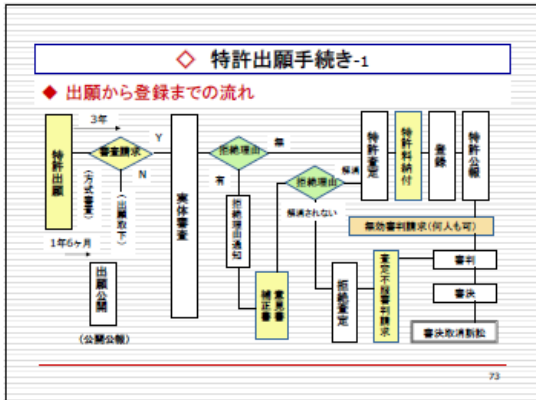 ◇ 特許出願手続き-1
◆ 出願から登録までの流れ
3年
特許出願
審査請求
Y
N
(方式審査)
(出願取下)
1年6ヶ月
出願公開
(公開公報)
実体審査
拒絶理由
無
有
拒絶理由通知
意見書
補正書
拒絶理由
解消
解消されない
拒絶査定
査定不服審判請求
特許査定
特許料納付
登録
特許公報
無効審判請求(何人も可)
審判
審決
審決取消訴訟
73